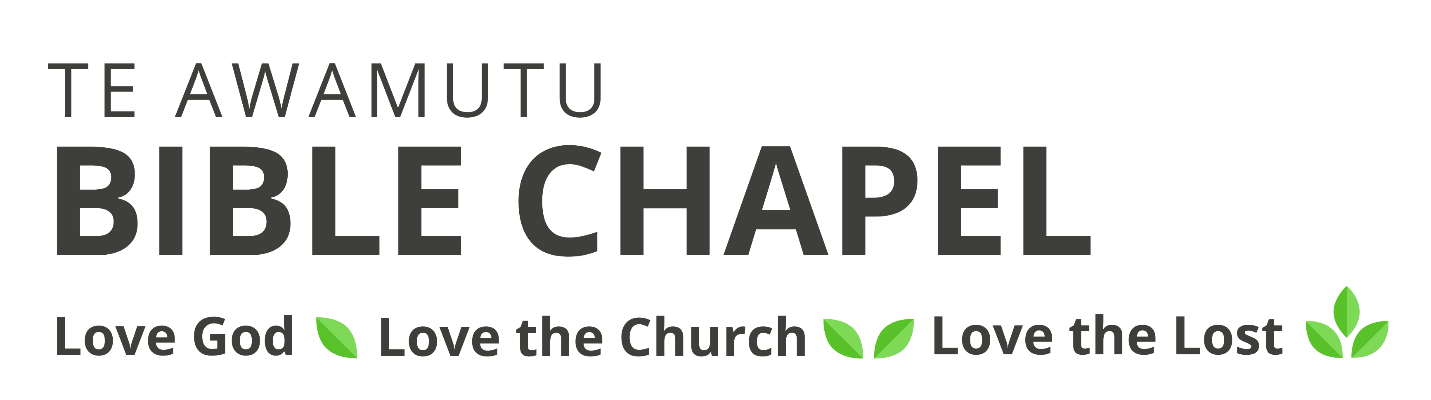 TE AWAMUTU
BIBLE CHAPEL
Love God Love the Church Love the Lost